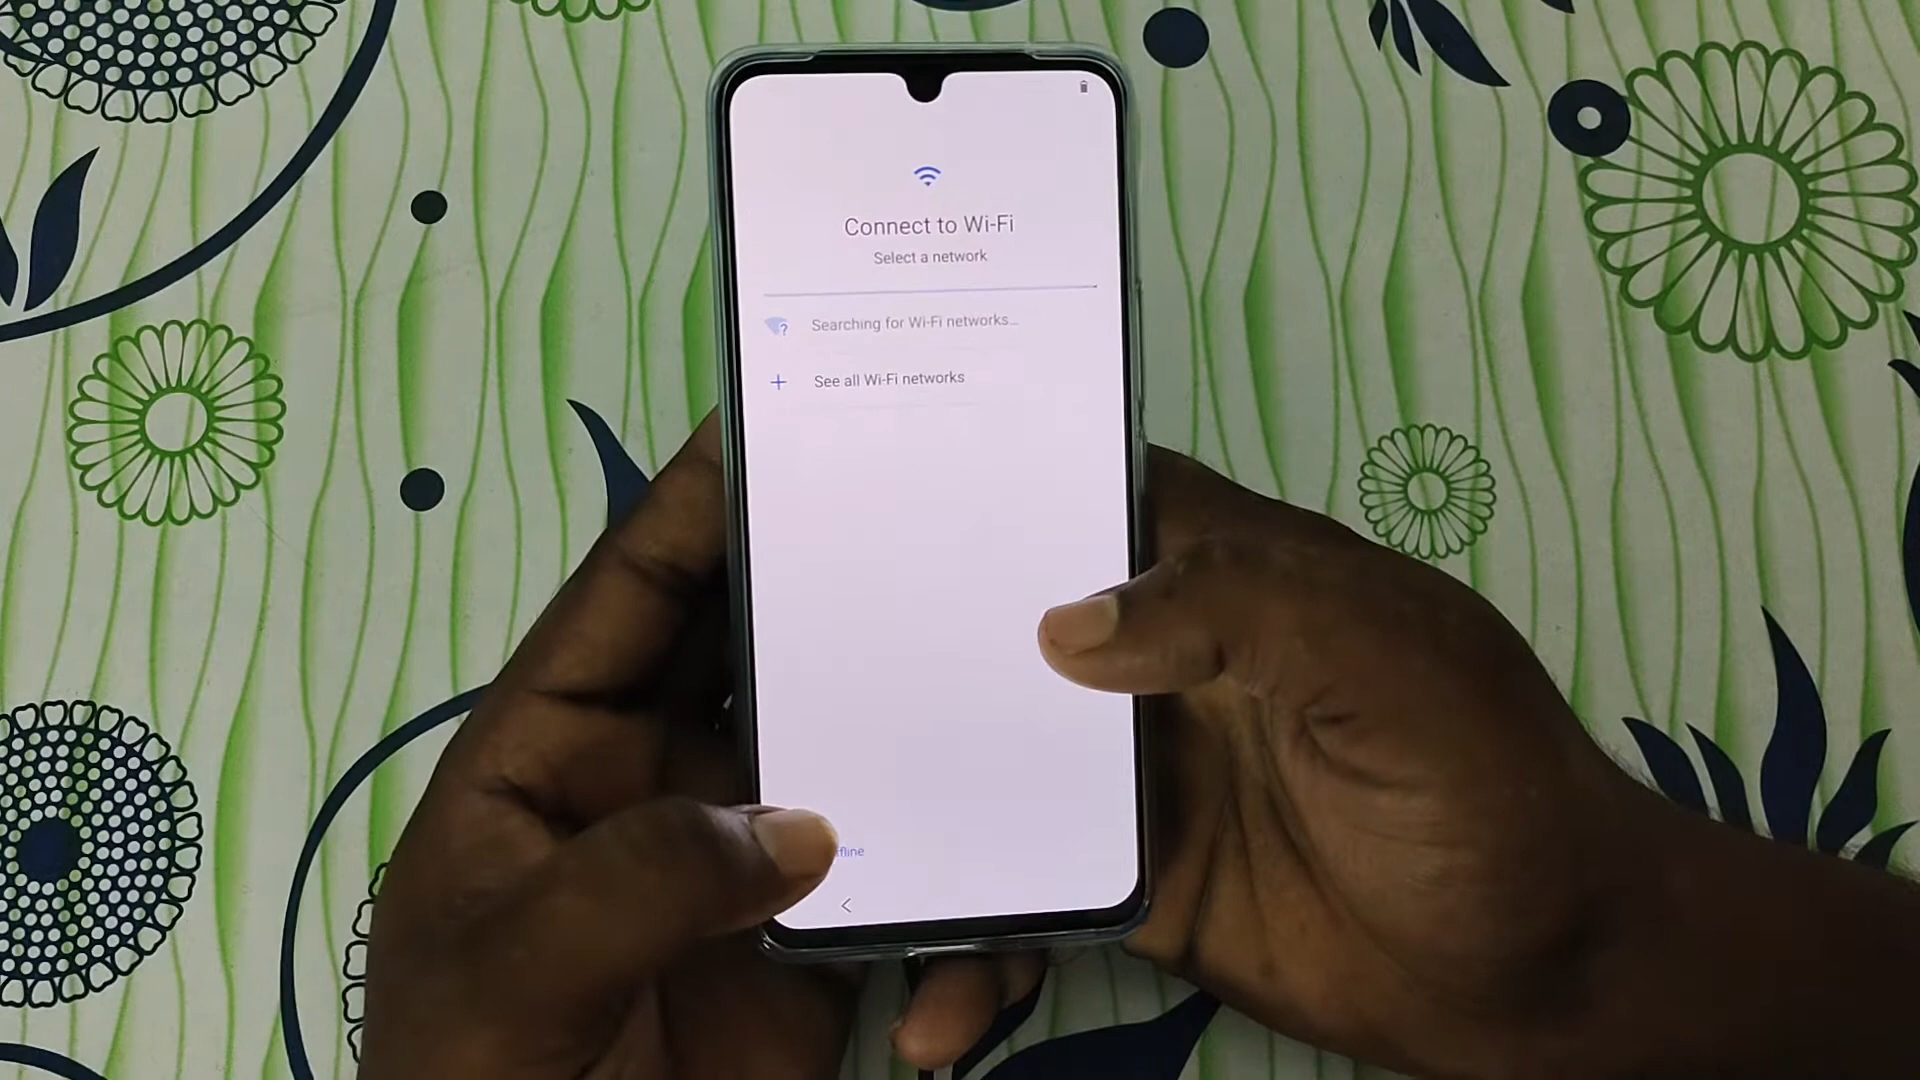 Connect to Wi-Fi
Select a network
Searching for Wi-Fi networks...
See all Wi-Fi networks